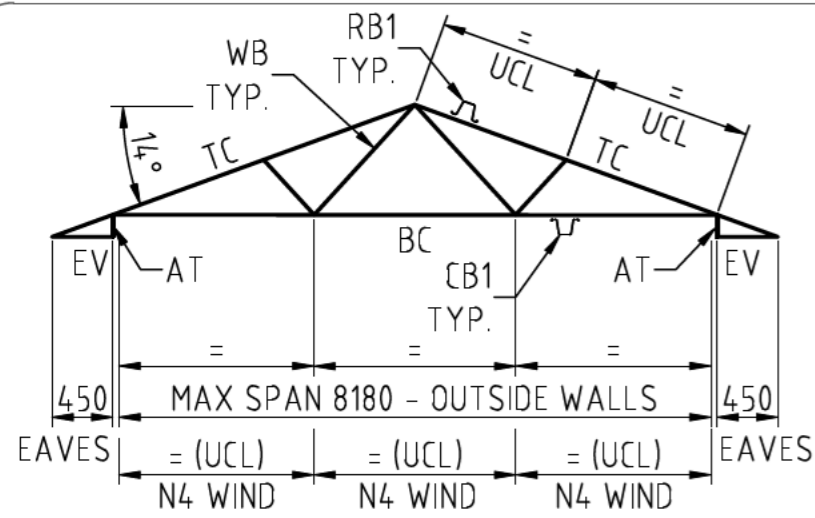 RB1
TYP.
=
UCL
=
UCL
WB
TYP.
14°
TC
TC
BC
EV
AT
CB1
TYP.
AT
EV
=
=
=
450
MAX SPAN 8180 - OUTSIDE WALLS
450
EAVES
EAVES
= (UCL)
= (UCL)
= (UCL)
N4 WIND
N4 WIND
N4 WIND